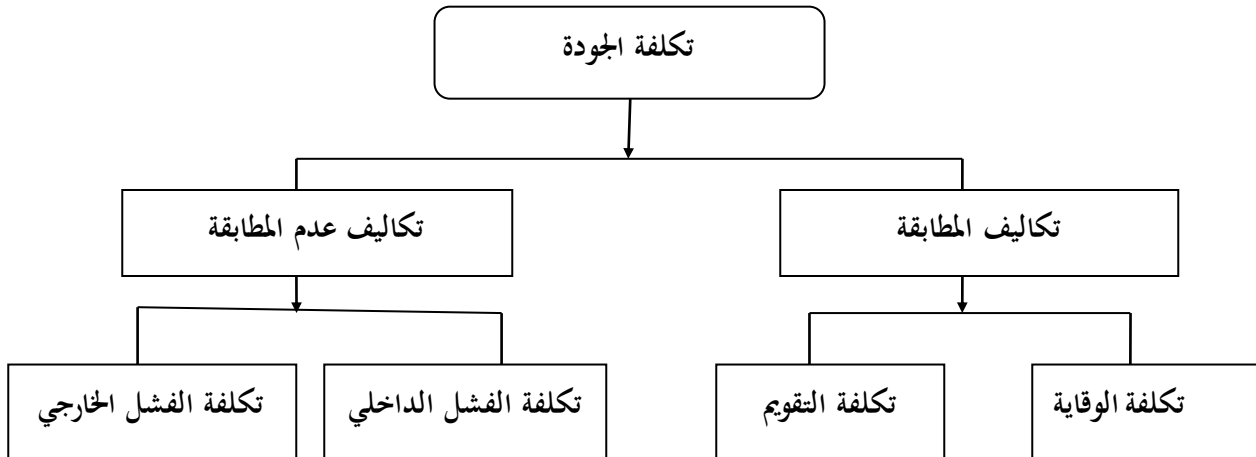 تكلفة الجودة
تكاليف المطابقة
تكاليف عدم المطابقة
تكلفة الوقاية
تكلفة التقويم
تكلفة الفشل الداخلي
تكلفة الفشل الخارجي